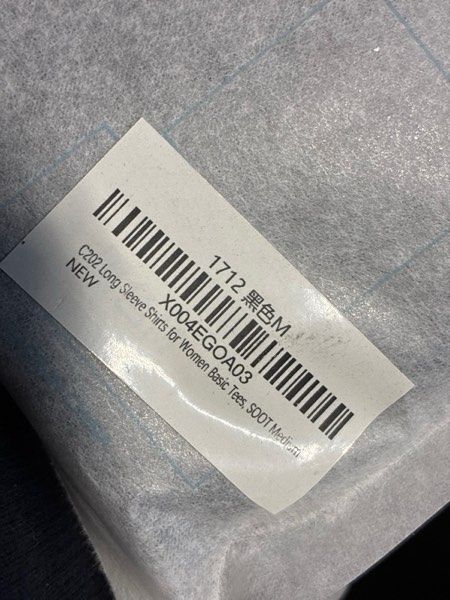 1712 黑色M
X004EGOA03
C202 Long Sleeve Shirts for Women Basic Tees, SOOT Medium
NEW